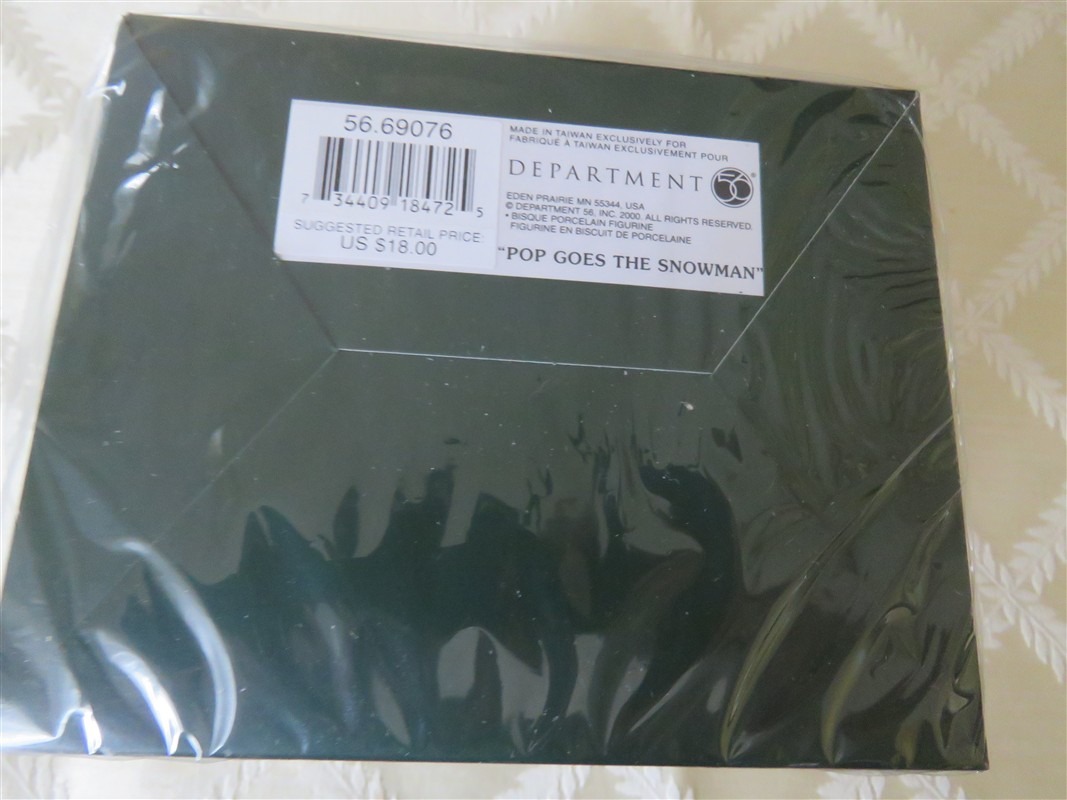 56.69076
7 34409 18472 5
SUGGESTED RETAIL PRICE:
US $18.00
MADE IN TAIWAN EXCLUSIVELY FOR
FABRIQUÉ À TAIWAN EXCLUSIVEMENT POUR
DEPARTMENT 56®
EDEN PRAIRIE MN 55344, USA
© DEPARTMENT 56, INC. 2000. ALL RIGHTS RESERVED.
• BISQUE PORCELAIN FIGURINE
FIGURINE EN BISCUIT DE PORCELAINE
"POP GOES THE SNOWMAN"